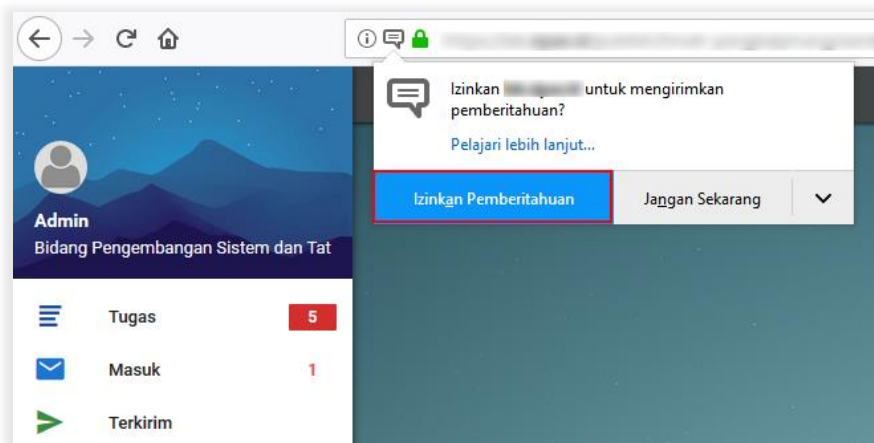 Izinkan untuk mengirimkan
pemberitahuan?
Pelajari lebih lanjut...
Izinkan Pemberitahuan
Jangan Sekarang
Admin
Bidang Pengembangan Sistem dan Tat
Tugas
5
Masuk
1
Terkirim